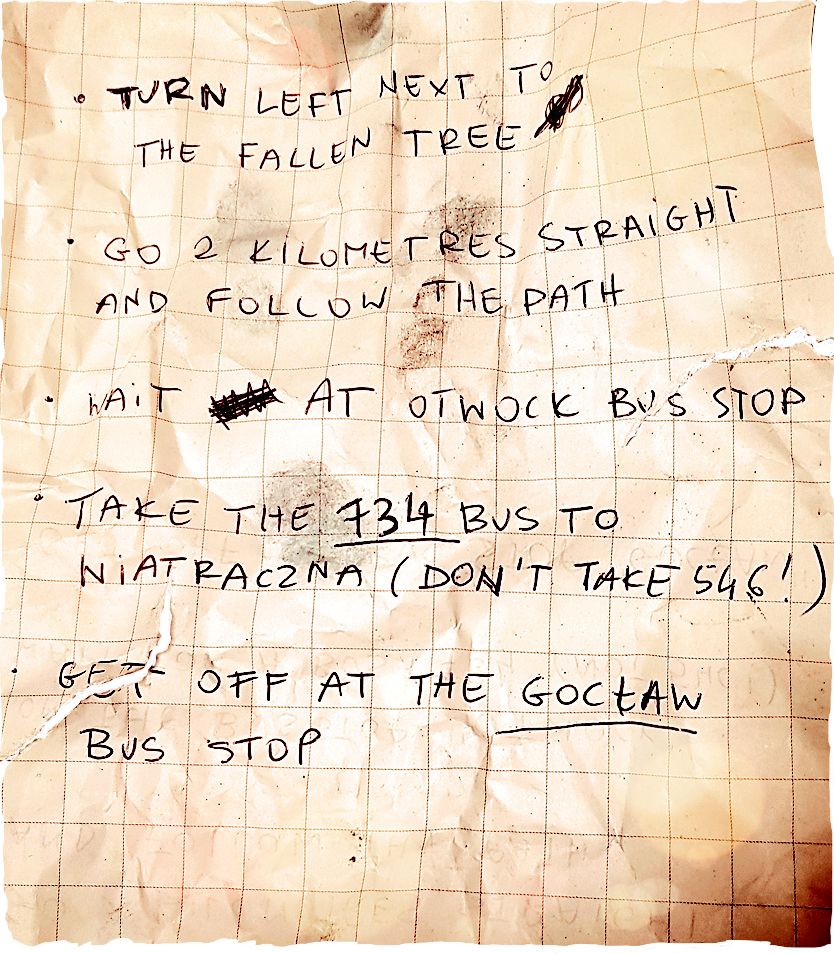 • TURN LEFT NEXT TO
THE FALLEN TREE
• GO 2 KILOMETRES STRAIGHT
AND FOLLOW THE PATH
• WAIT AT OTWOCK BUS STOP
• TAKE THE 734 BUS TO
NIATRACZNA (DON'T TAKE 546!)
• GET OFF AT THE GOCŁAW
BUS STOP